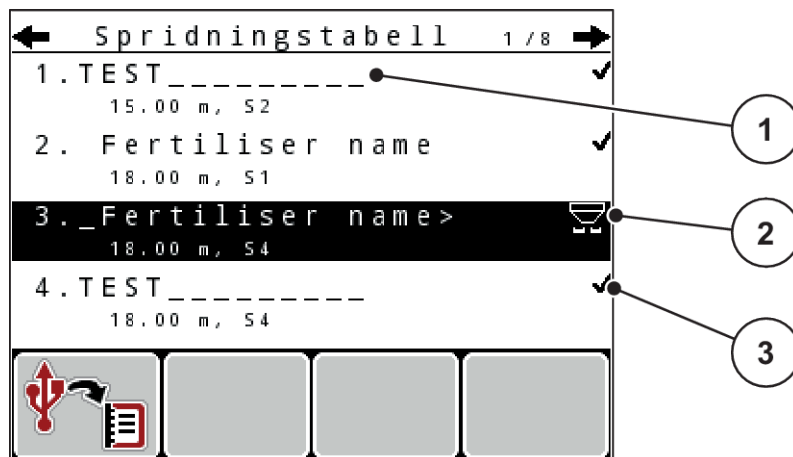 Spridningstabell 1/8
1.TEST_________
15.00 m, S2
2. Fertiliser name
18.00 m, S1
3._Fertiliser name>
18.00 m, S4
4.TEST_________
18.00 m, S4
1
2
3